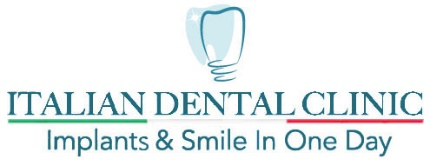 ITALIAN DENTAL CLINIC
Implants & Smile In One Day